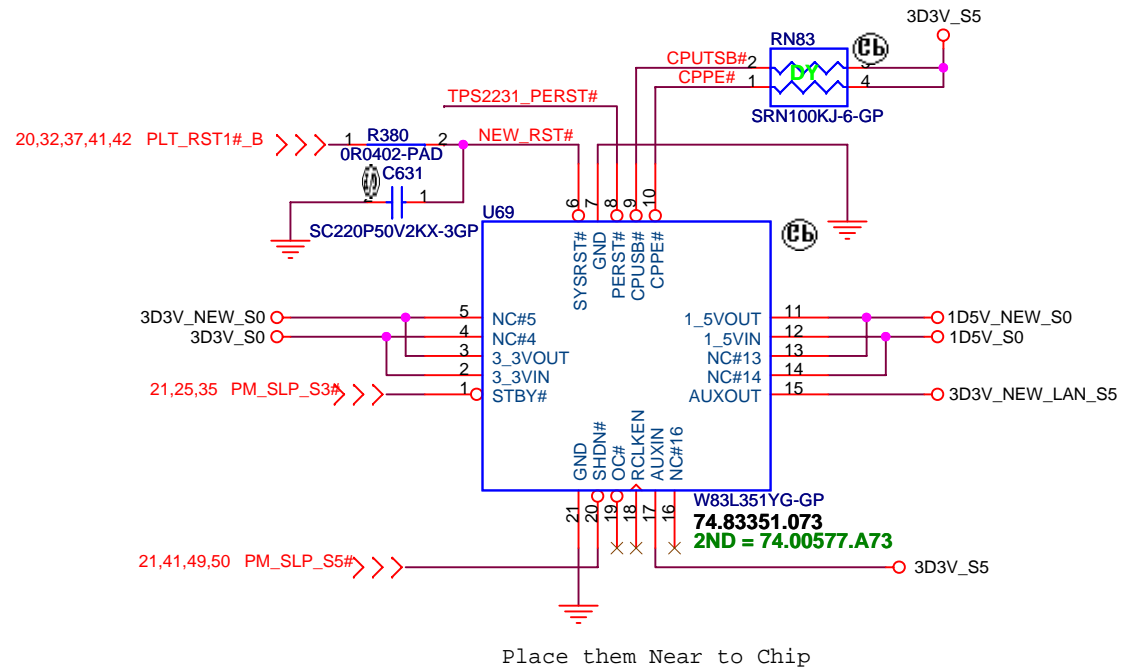 3D3V_S5
RN83
CPUTSB# 2
CPPE# 1
DY
3
4
SRN100KJ-6-GP
TPS2231_PERST#
20,32,37,41,42 PLT_RST1#_B
1 R380 2
0R0402-PAD
NEW_RST#
C631
2 1
SC220P50V2KX-3GP
U69
6 7 8 9 10
SYSRST# GND PERST# CPUSB# CPPE#
3D3V_NEW_S0 5 NC#5
3D3V_S0 4 NC#4
3 3_3VOUT
2 3_3VIN
21,25,35 PM_SLP_S3# 1 STBY#
1_5VOUT 11 1D5V_NEW_S0
1_5VIN 12 1D5V_S0
NC#13 13
NC#14 14
AUXOUT 15 3D3V_NEW_LAN_S5
GND SHDN# OC# RCLKEN AUXIN NC#16
21 20 19 18 17 16
W83L351YG-GP
74.83351.073
2ND = 74.00577.A73
21,41,49,50 PM_SLP_S5#
3D3V_S5
Place them Near to Chip